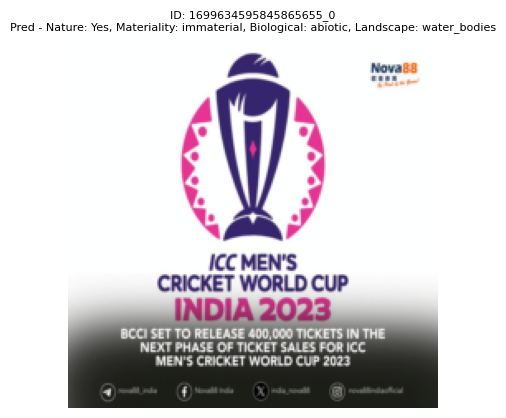 ID: 1699634595845865655_0
Pred - Nature: Yes, Materiality: immaterial, Biological: abiotic, Landscape: water_bodies
Nova88
ICC MEN'S
CRICKET WORLD CUP
INDIA 2023
BCCI SET TO RELEASE 400,000 TICKETS IN THE
NEXT PHASE OF TICKET SALES FOR ICC
MEN'S CRICKET WORLD CUP 2023
nova88_india
Nova88 India
india_nova88
nova88indiaofficial